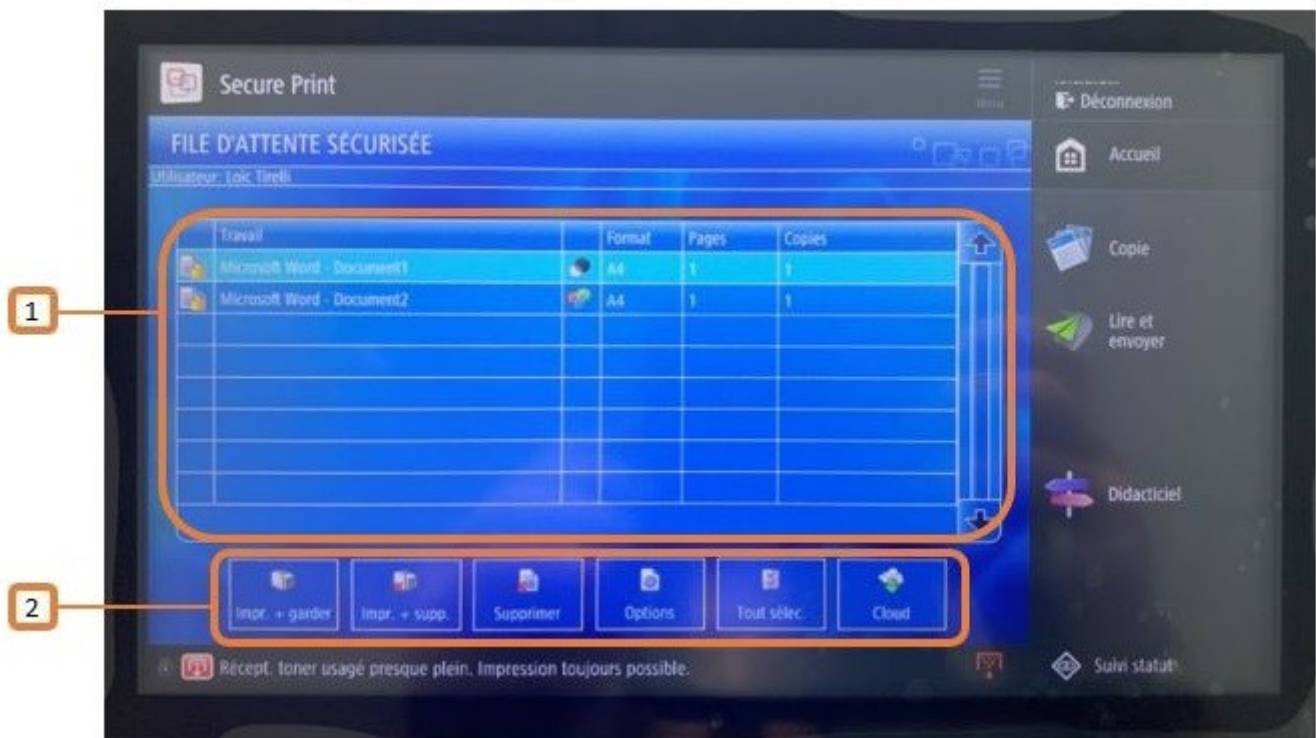 Secure Print
Menu
Déconnexion
FILE D'ATTENTE SÉCURISÉE
Utilisateur: Loic Tirelli
Accueil
Travail Format Pages Copies
Microsoft Word - Document1 A4 1 1
Microsoft Word - Document2 A4 1 1
Copie
1
Lire et
envoyer
Didacticiel
2
Impr. + garder Impr. + supp. Supprimer Options Tout sélec. Cloud
Récept. toner usagé presque plein. Impression toujours possible.
Suivi statut